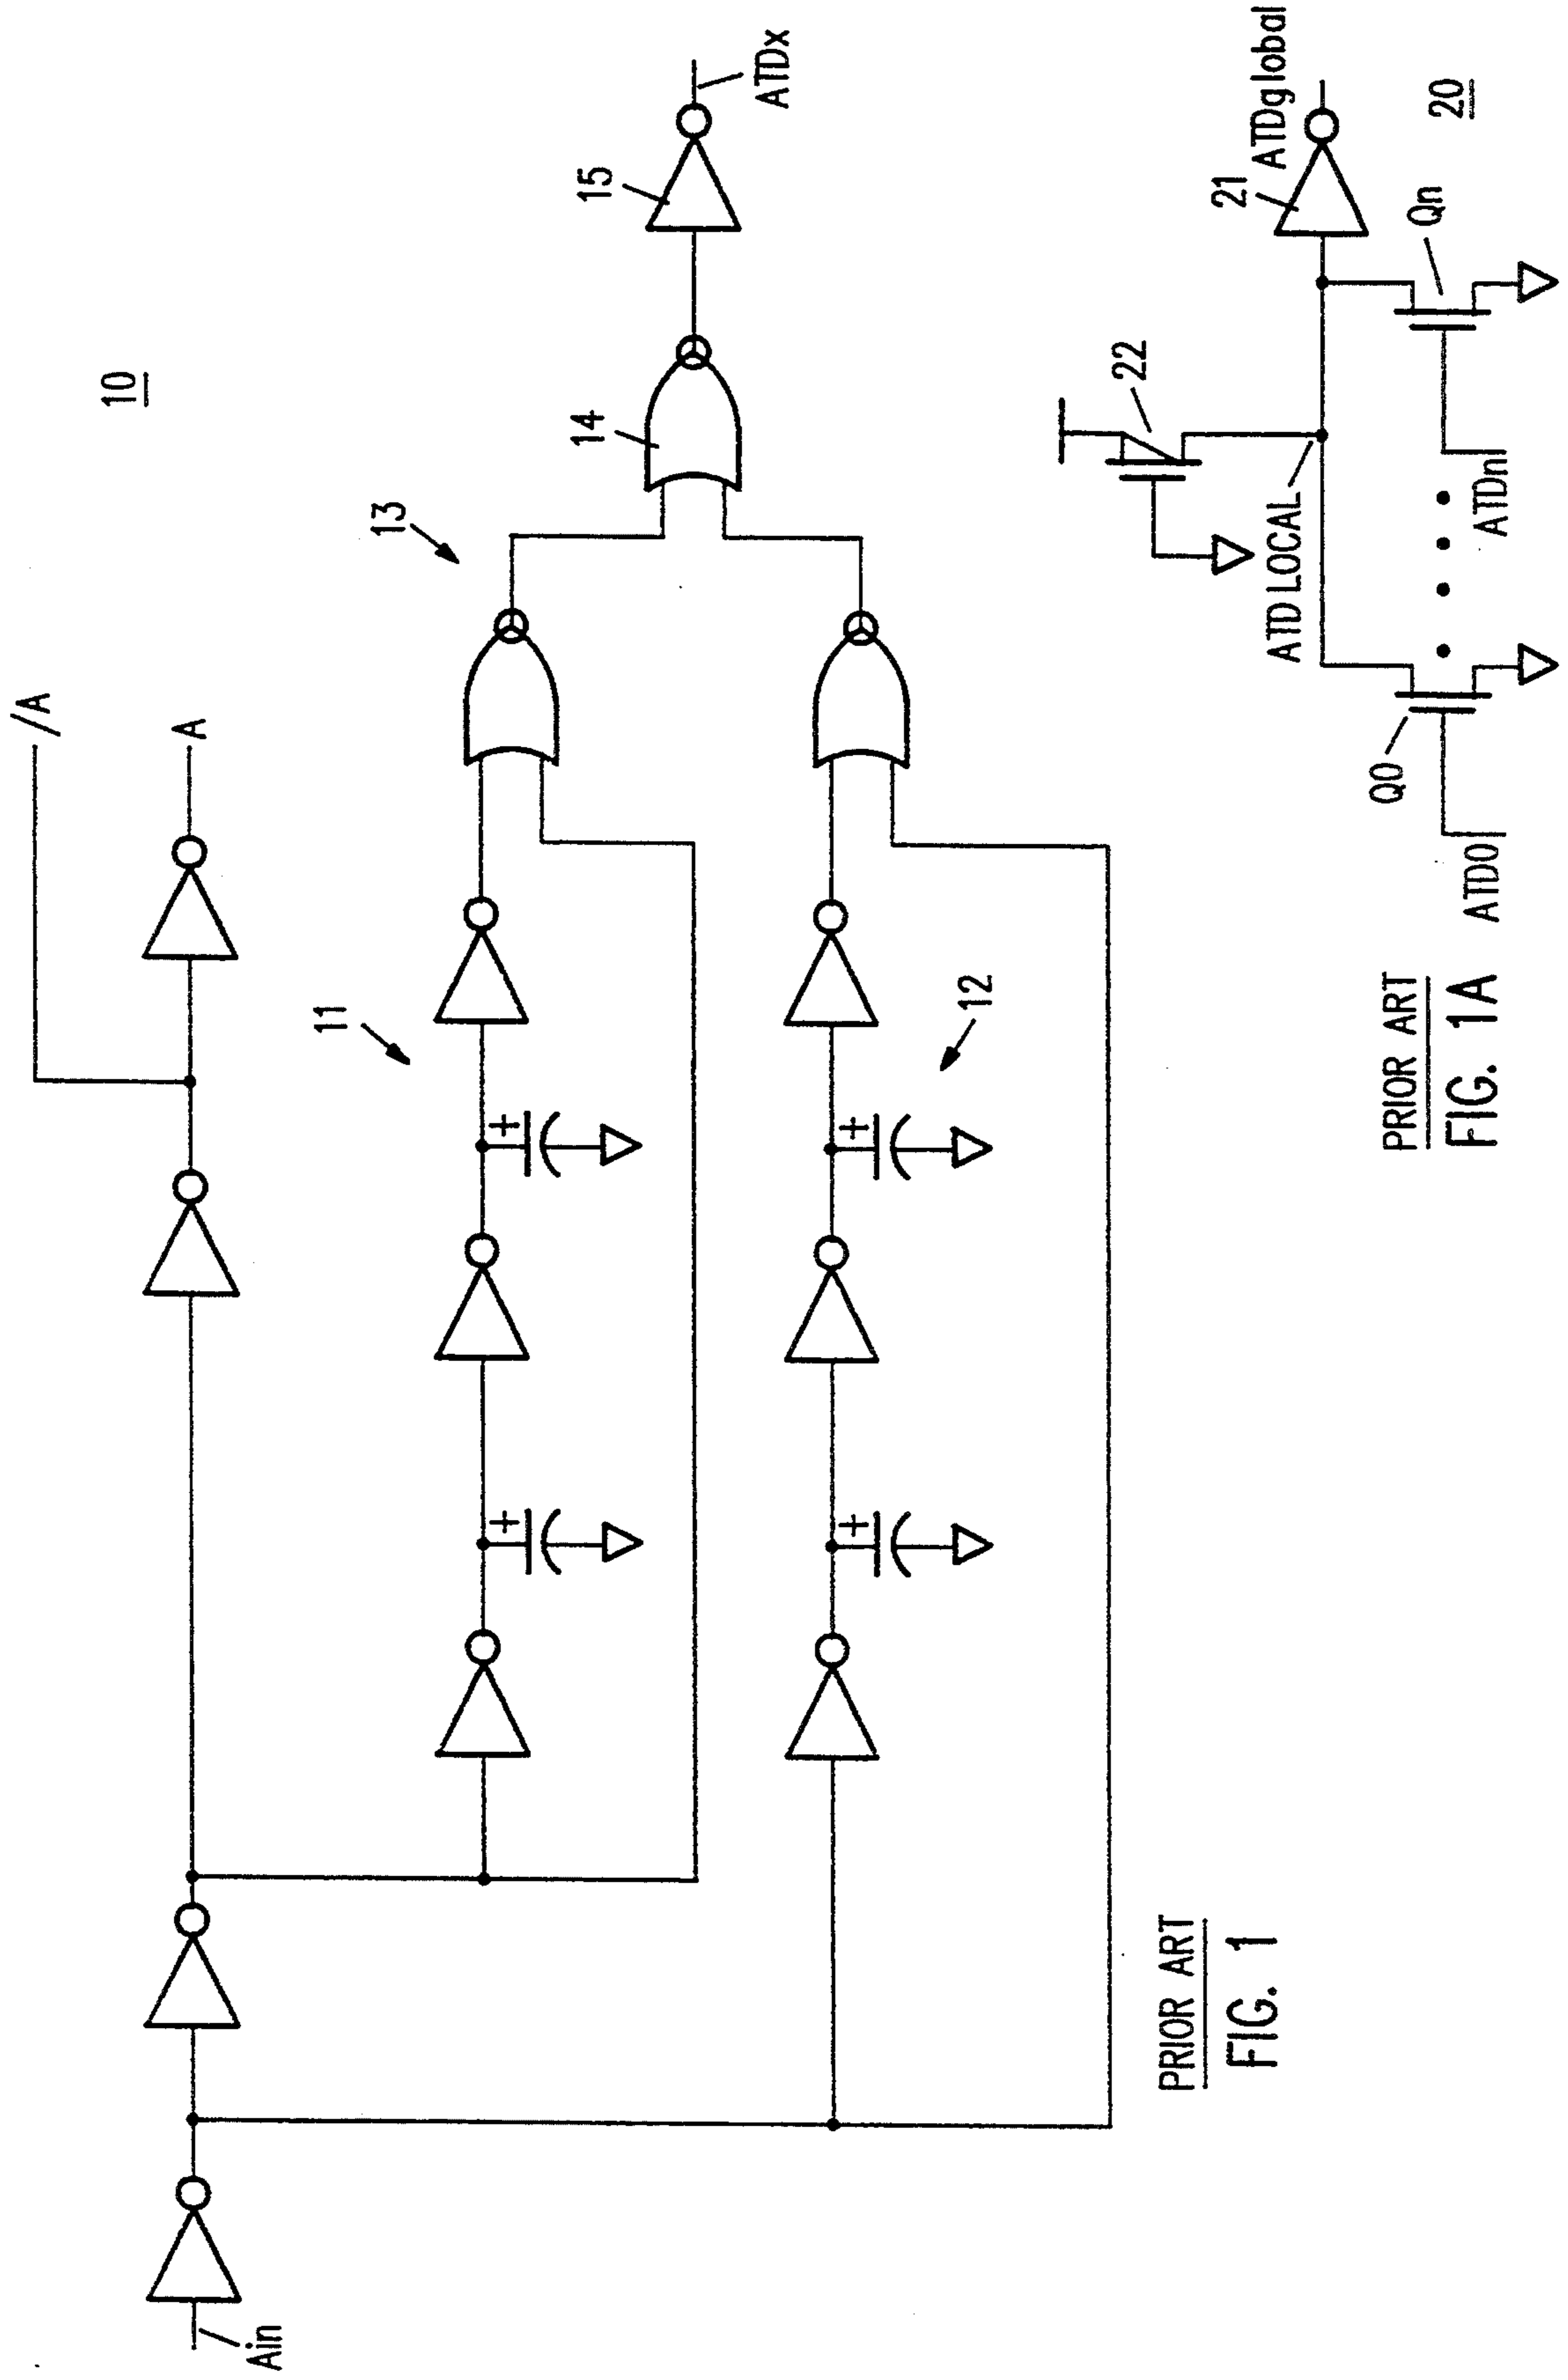 10
/A
A
Ain
11
12
13
14
15
ATDx
+
+
+
+
PRIOR ART
FIG. 1
20
22
21
ATDglobal
ATD LOCAL
Q0
Qn
ATD0
ATDn
PRIOR ART
FIG. 1A